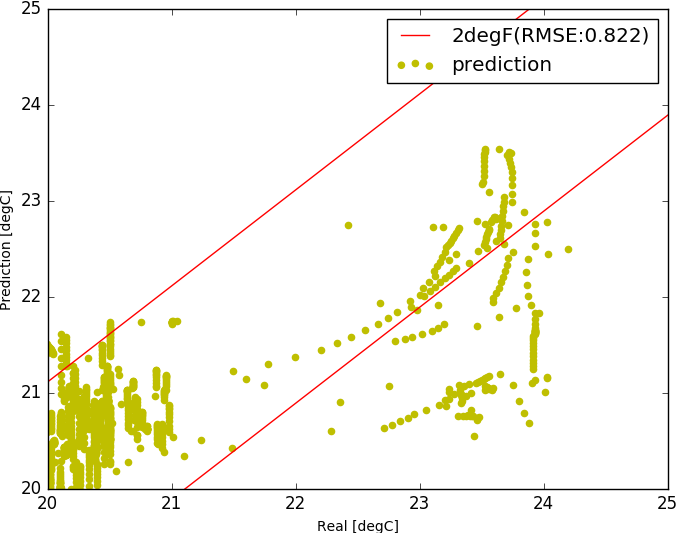 2degF(RMSE:0.822)
prediction
Prediction [degC]
25
24
23
22
21
20
20 21 22 23 24 25
Real [degC]